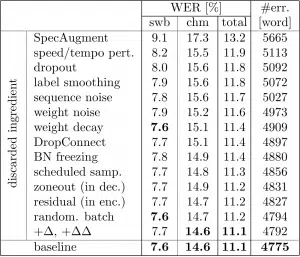 WER [%] #err.
swb chm total [word]
discarded ingredient
SpecAugment 9.1 17.3 13.2 5665
speed/tempo pert. 8.2 15.5 11.9 5113
dropout 8.0 15.6 11.8 5092
label smoothing 7.9 15.6 11.8 5072
sequence noise 7.8 15.6 11.7 5027
weight noise 7.9 15.2 11.6 4973
weight decay 7.6 15.1 11.4 4909
DropConnect 7.7 15.1 11.4 4897
BN freezing 7.8 14.9 11.4 4880
scheduled samp. 7.7 14.8 11.3 4856
zoneout (in dec.) 7.7 14.9 11.2 4831
residual (in enc.) 7.7 14.7 11.2 4827
random. batch 7.6 14.7 11.2 4794
+Δ, +ΔΔ 7.7 14.6 11.1 4792
baseline 7.6 14.6 11.1 4775